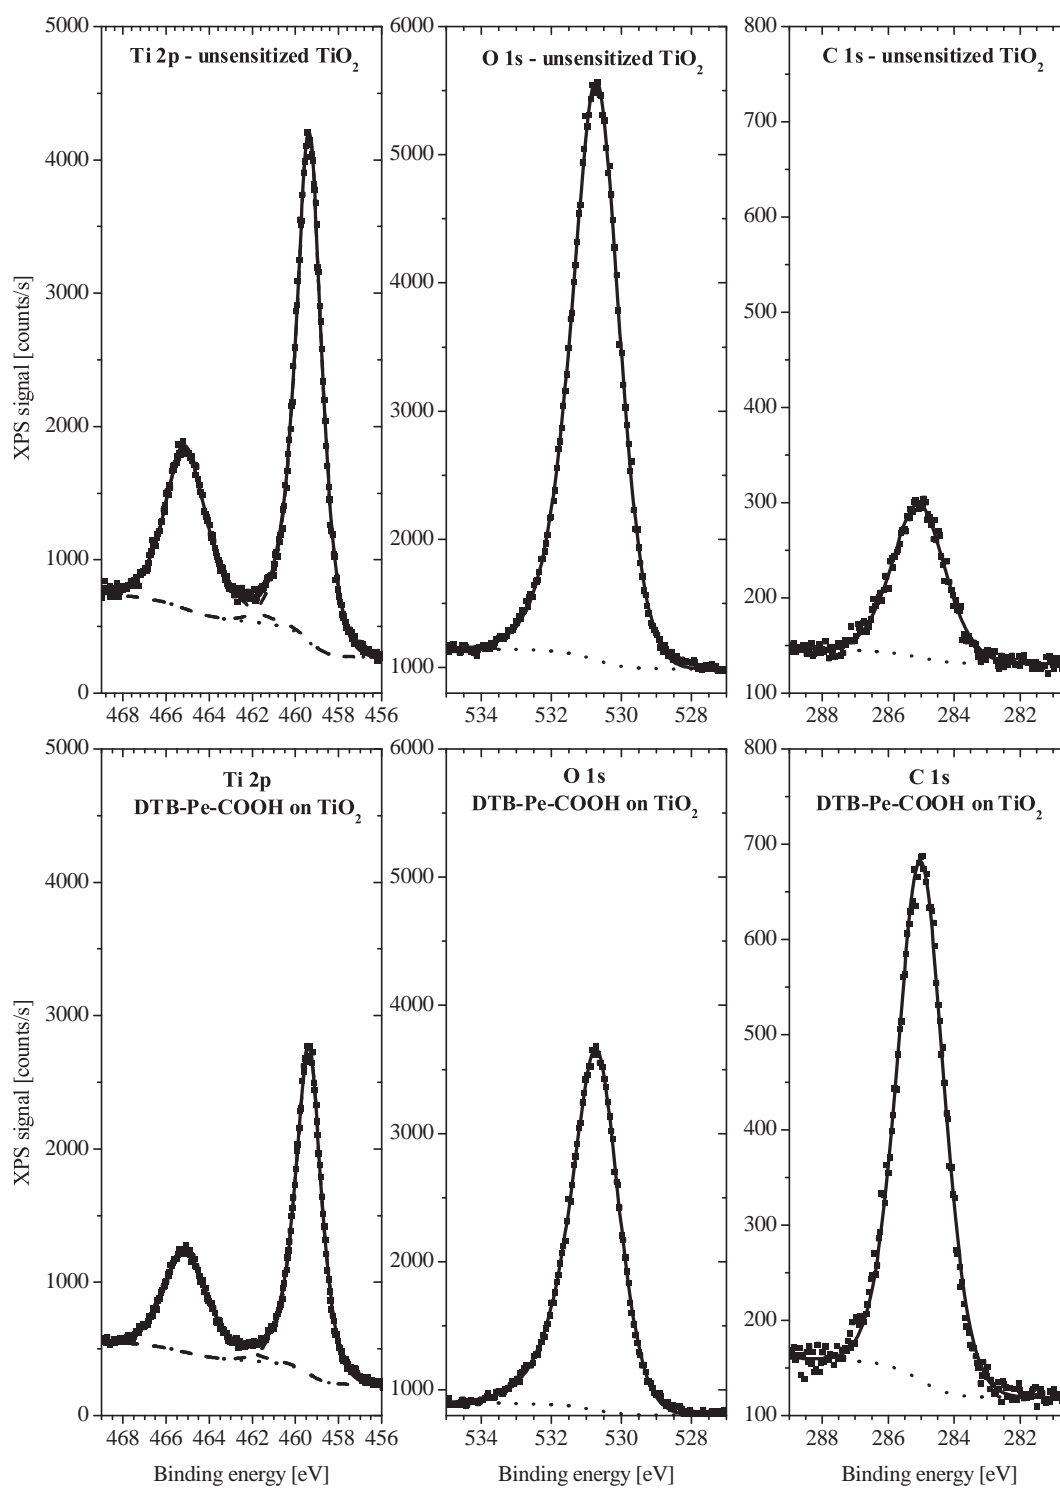 Ti 2p - unsensitized TiO2
O 1s - unsensitized TiO2
C 1s - unsensitized TiO2
XPS signal [counts/s]
5000
4000
3000
2000
1000
0
468 466 464 462 460 458 456
6000
5000
4000
3000
2000
1000
534 532 530 528
800
700
600
500
400
300
200
100
288 286 284 282
Ti 2p
DTB-Pe-COOH on TiO2
O 1s
DTB-Pe-COOH on TiO2
C 1s
DTB-Pe-COOH on TiO2
XPS signal [counts/s]
5000
4000
3000
2000
1000
0
468 466 464 462 460 458 456
Binding energy [eV]
6000
5000
4000
3000
2000
1000
534 532 530 528
Binding energy [eV]
800
700
600
500
400
300
200
100
288 286 284 282
Binding energy [eV]